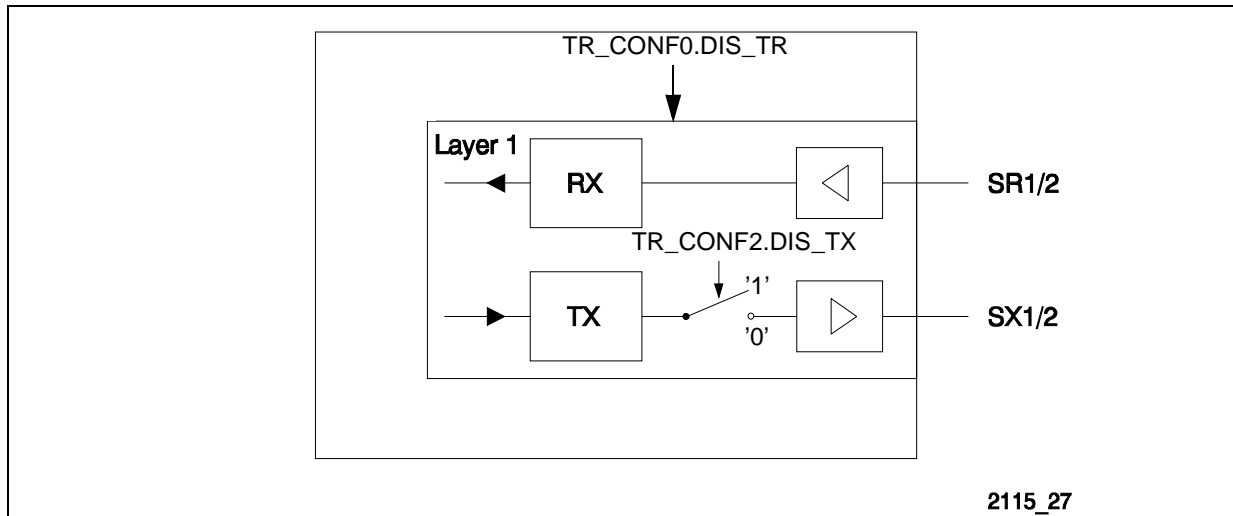 TR_CONF0.DIS_TR
Layer 1
RX
SR1/2
TR_CONF2.DIS_TX
’1’
TX
’0’
SX1/2
2115_27